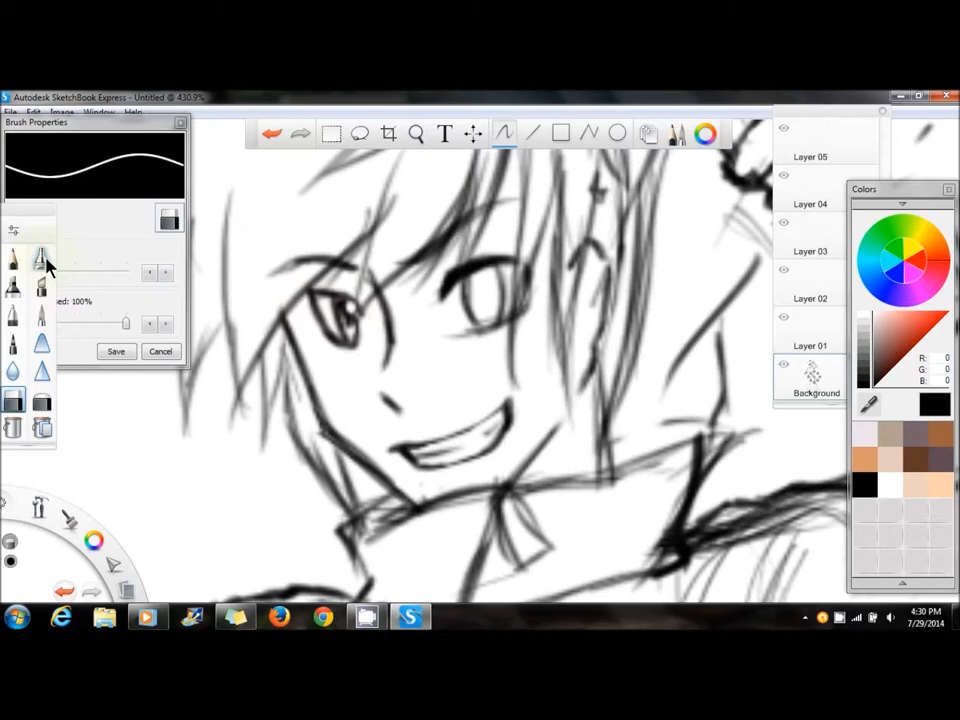 Autodesk SketchBook Express - Untitled @ 430.9%
File Edit Image Window Help
Brush Properties
T
Layer 05
Layer 04
Layer 03
Layer 02
Layer 01
Background
Colors
R: 0
G: 0
B: 0
100%
Save Cancel
4:30 PM
7/29/2014